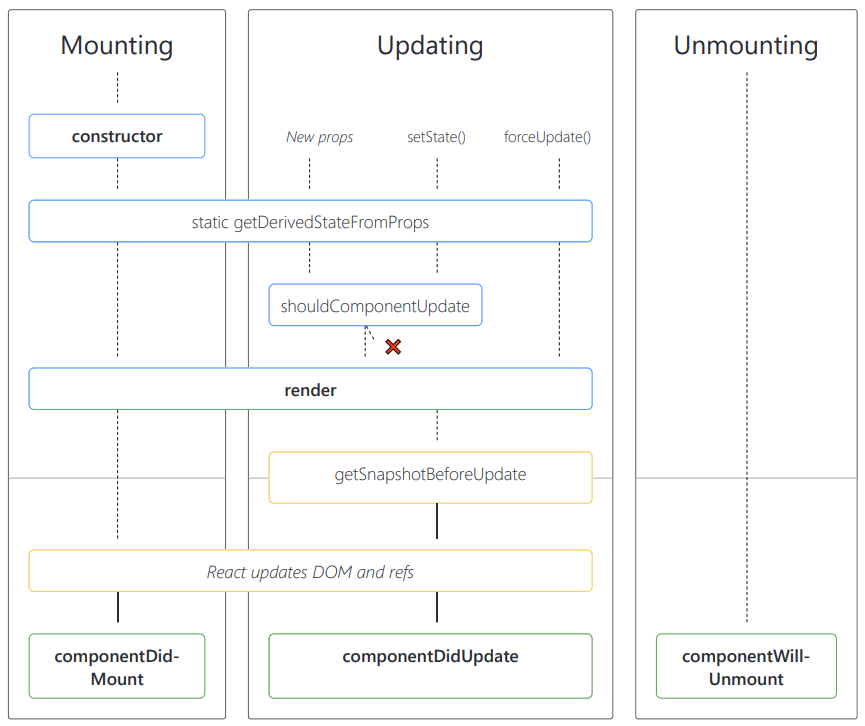 Mounting
Updating
Unmounting
constructor
New props
setState()
forceUpdate()
static getDerivedStateFromProps
shouldComponentUpdate
render
getSnapshotBeforeUpdate
React updates DOM and refs
componentDid-
Mount
componentDidUpdate
componentWill-
Unmount